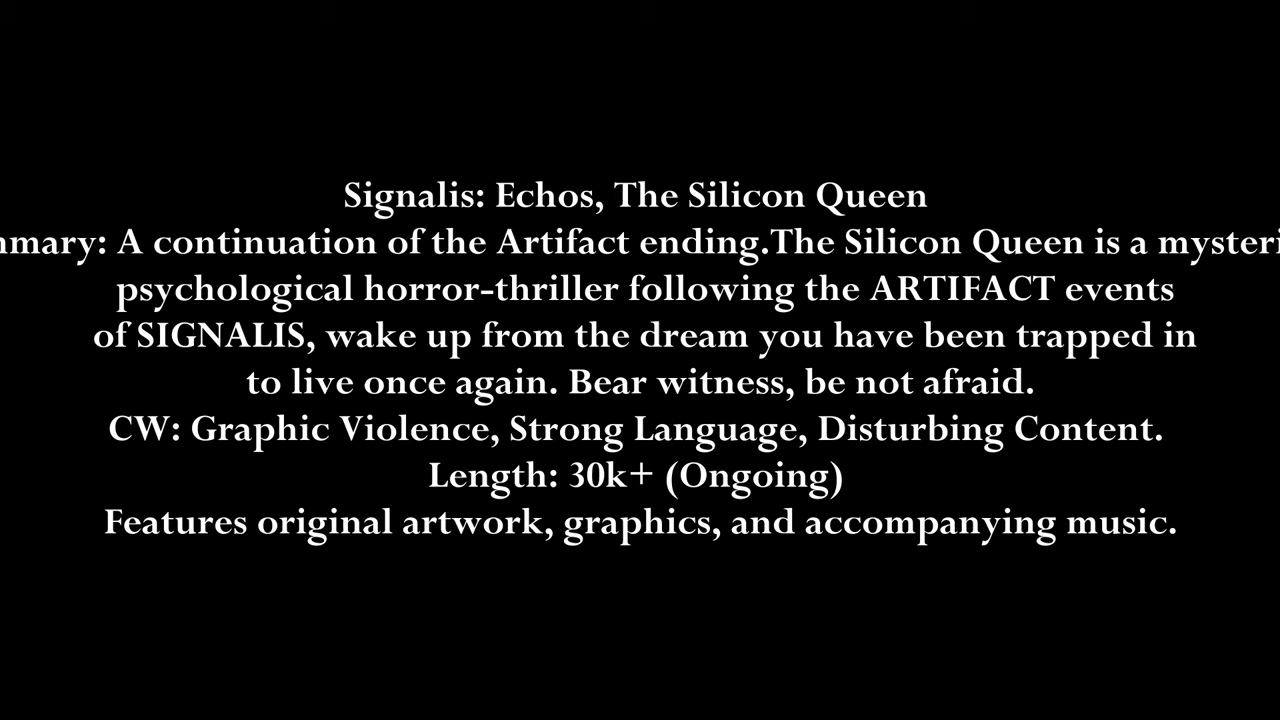 Signalis: Echos, The Silicon Queen
mmary: A continuation of the Artifact ending.The Silicon Queen is a mysteri
psychological horror-thriller following the ARTIFACT events
of SIGNALIS, wake up from the dream you have been trapped in
to live once again. Bear witness, be not afraid.
CW: Graphic Violence, Strong Language, Disturbing Content.
Length: 30k+ (Ongoing)
Features original artwork, graphics, and accompanying music.